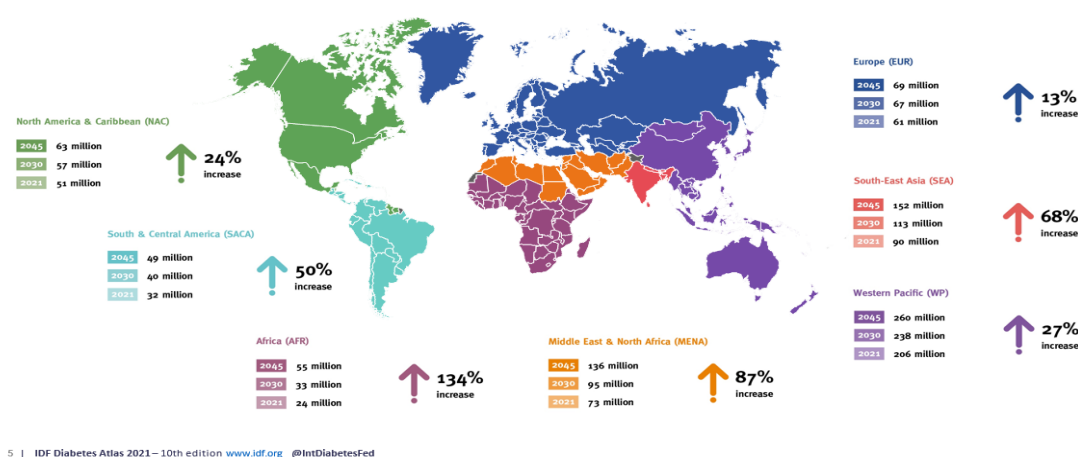 Europe (EUR)
2045 69 million
2030 67 million
2021 61 million
13%
increase
North America & Caribbean (NAC)
2045 63 million
2030 57 million
2021 51 million
24%
increase
South-East Asia (SEA)
2045 152 million
2030 113 million
2021 90 million
68%
increase
South & Central America (SACA)
2045 49 million
2030 40 million
2021 32 million
50%
increase
Western Pacific (WP)
2045 260 million
2030 238 million
2021 206 million
27%
increase
Africa (AFR)
2045 55 million
2030 33 million
2021 24 million
134%
increase
Middle East & North Africa (MENA)
2045 136 million
2030 95 million
2021 73 million
87%
increase
5 | IDF Diabetes Atlas 2021 – 10th edition www.idf.org @IntDiabetesFed